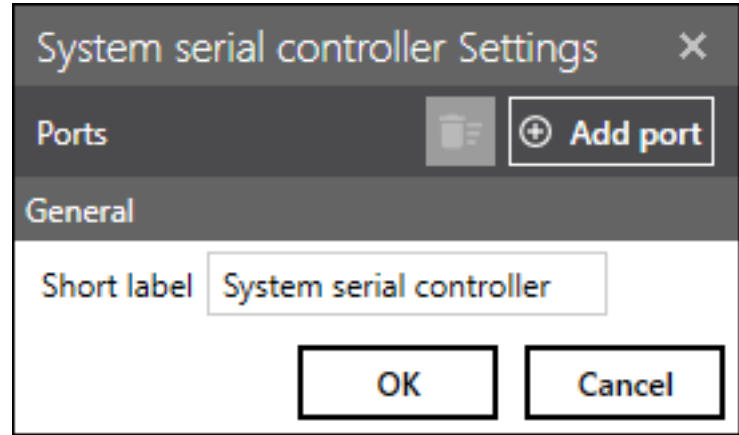 System serial controller Settings
Ports
Add port
General
Short label System serial controller
OK Cancel